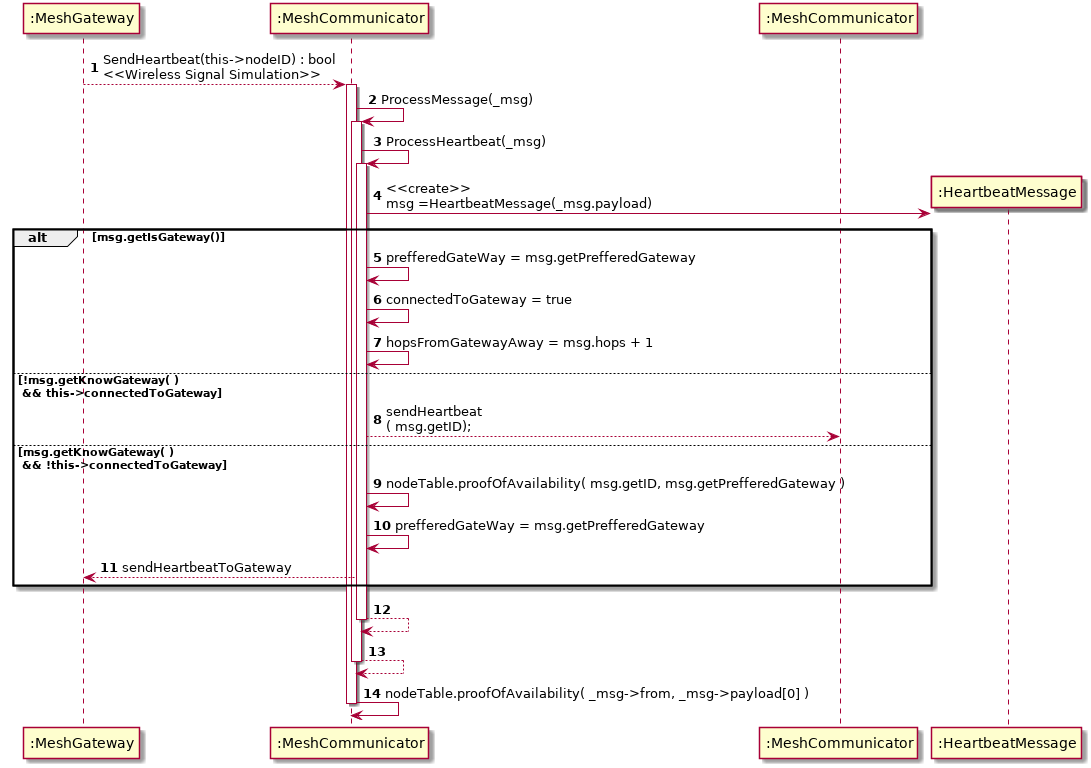 :MeshGateway
:MeshCommunicator
:MeshCommunicator
1 SendHeartbeat(this->nodeID) : bool
<<Wireless Signal Simulation>>
2 ProcessMessage(_msg)
3 ProcessHeartbeat(_msg)
:HeartbeatMessage
4 <<create>>
msg =HeartbeatMessage(_msg.payload)
alt [msg.getIsGateway()]
5 prefferedGateWay = msg.getPrefferedGateway
6 connectedToGateway = true
7 hopsFromGatewayAway = msg.hops + 1
[!msg.getKnowGateway( )
&& this->connectedToGateway]
8 sendHeartbeat
( msg.getID);
[msg.getKnowGateway( )
&& !this->connectedToGateway]
9 nodeTable.proofOfAvailability( msg.getID, msg.getPrefferedGateway )
10 prefferedGateWay = msg.getPrefferedGateway
11 sendHeartbeatToGateway
12
13
14 nodeTable.proofOfAvailability( _msg->from, _msg->payload[0] )
:MeshGateway
:MeshCommunicator
:MeshCommunicator
:HeartbeatMessage